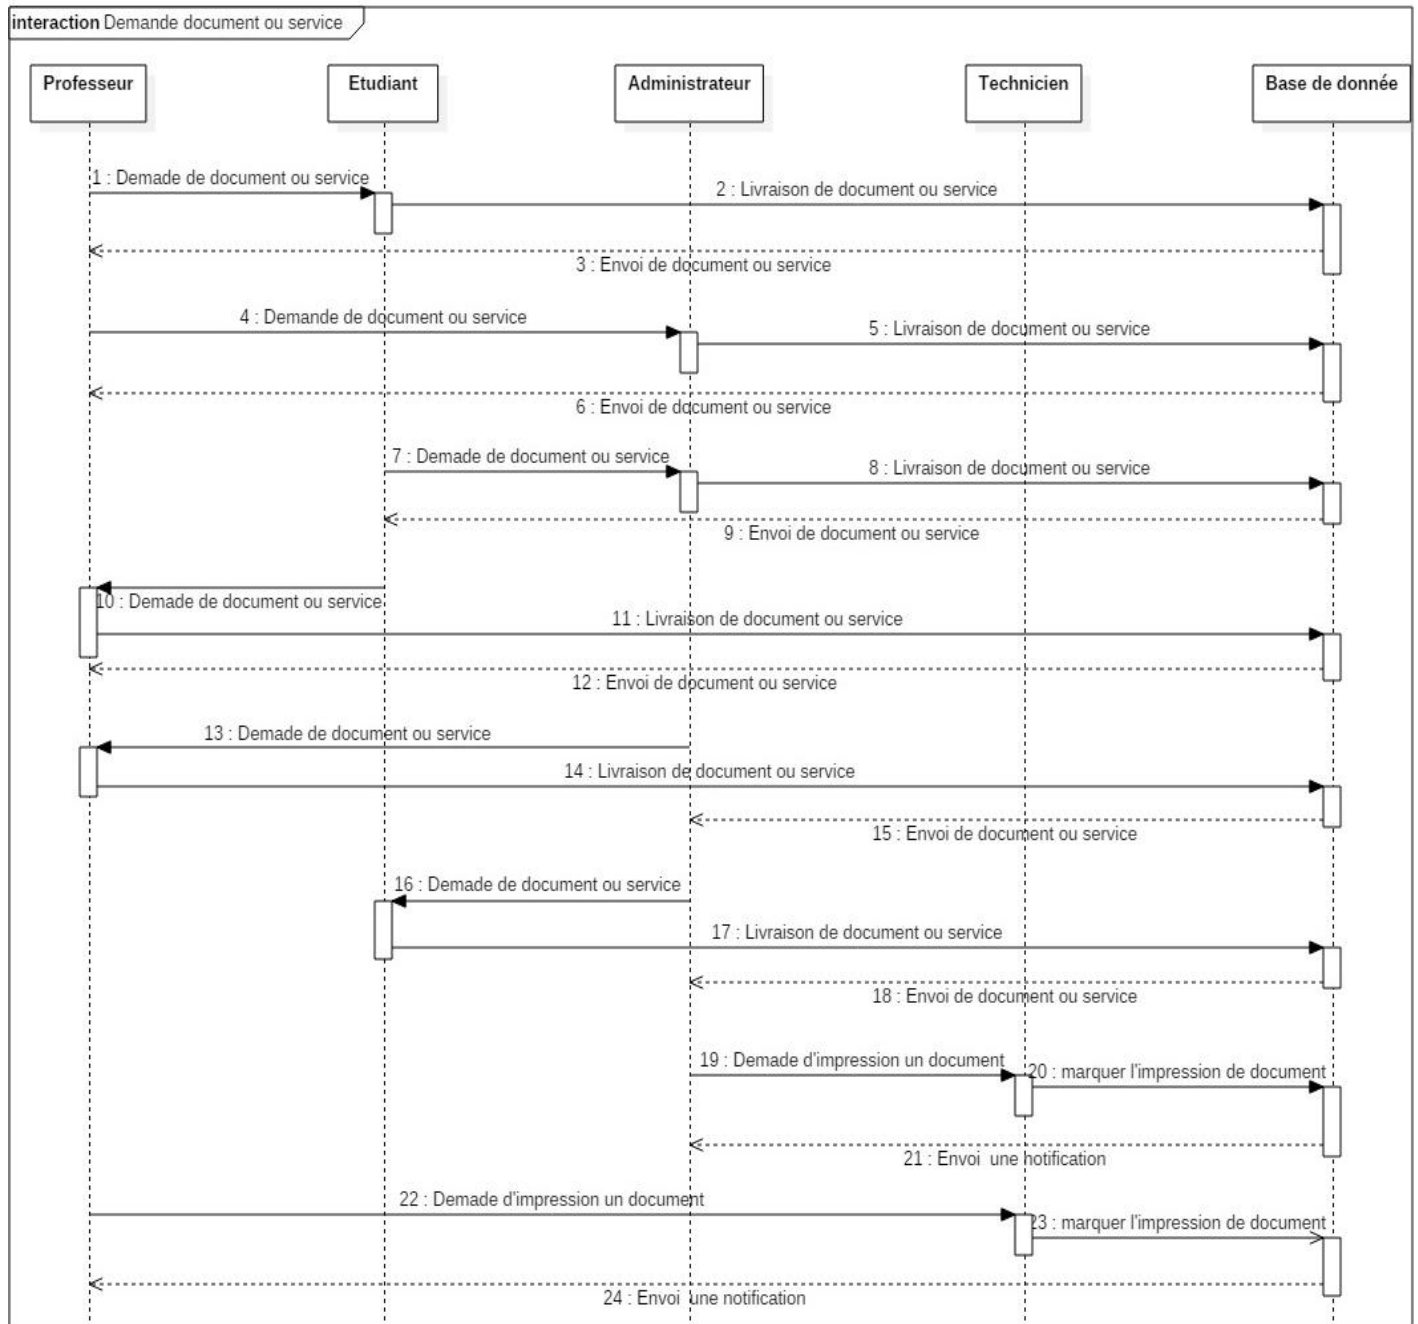 interaction Demande document ou service
Professeur
Etudiant
Administrateur
Technicien
Base de donnée
1 : Demade de document ou service
2 : Livraison de document ou service
3 : Envoi de document ou service
4 : Demande de document ou service
5 : Livraison de document ou service
6 : Envoi de document ou service
7 : Demade de document ou service
8 : Livraison de document ou service
9 : Envoi de document ou service
10 : Demade de document ou service
11 : Livraison de document ou service
12 : Envoi de document ou service
13 : Demade de document ou service
14 : Livraison de document ou service
15 : Envoi de document ou service
16 : Demade de document ou service
17 : Livraison de document ou service
18 : Envoi de document ou service
19 : Demade d'impression un document
20 : marquer l'impression de document
21 : Envoi une notification
22 : Demade d'impression un document
23 : marquer l'impression de document
24 : Envoi une notification